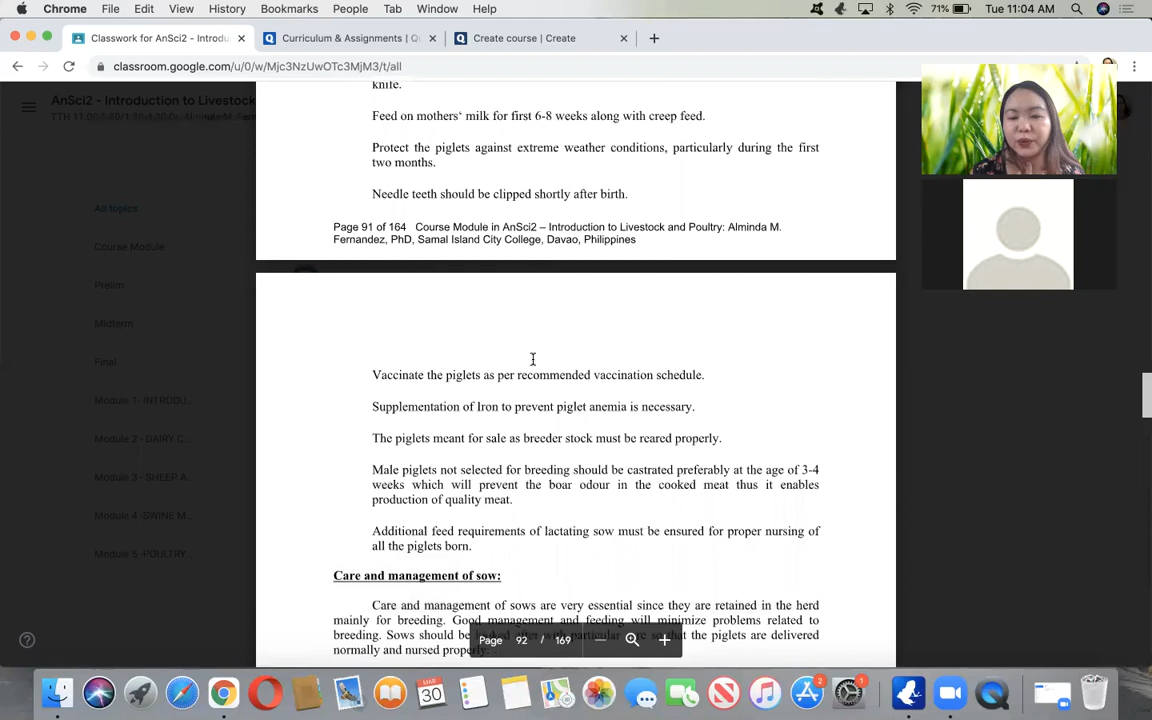 Chrome File Edit View History Bookmarks People Tab Window Help 71% Tue 11:04 AM
Classwork for AnSci2 - Introdu
Curriculum & Assignments | Q
Create course | Create
classroom.google.com/u/0/w/Mjc3NzUwOTc3MjM3/t/all
AnSci2 - Introduction to Livestock
All topics
Course Module
Prelim
Midterm
Final
Module 1- INTRODU...
Module 2 - DAIRY C...
Module 3 - SHEEP A...
Module 4 -SWINE M...
Module 5 -POULTRY...
knife.
Feed on mothers‘ milk for first 6-8 weeks along with creep feed.
Protect the piglets against extreme weather conditions, particularly during the first
two months.
Needle teeth should be clipped shortly after birth.
Page 91 of 164 Course Module in AnSci2 – Introduction to Livestock and Poultry: Alminda M.
Fernandez, PhD, Samal Island City College, Davao, Philippines
Vaccinate the piglets as per recommended vaccination schedule.
Supplementation of Iron to prevent piglet anemia is necessary.
The piglets meant for sale as breeder stock must be reared properly.
Male piglets not selected for breeding should be castrated preferably at the age of 3-4
weeks which will prevent the boar odour in the cooked meat thus it enables
production of quality meat.
Additional feed requirements of lactating sow must be ensured for proper nursing of
all the piglets born.
Care and management of sow:
Care and management of sows are very essential since they are retained in the herd
mainly for breeding. Good management and feeding will minimize problems related to
breeding. Sows should be that the piglets are delivered
normally and nursed properly.
Page 92 / 169
MAR
30
2
1